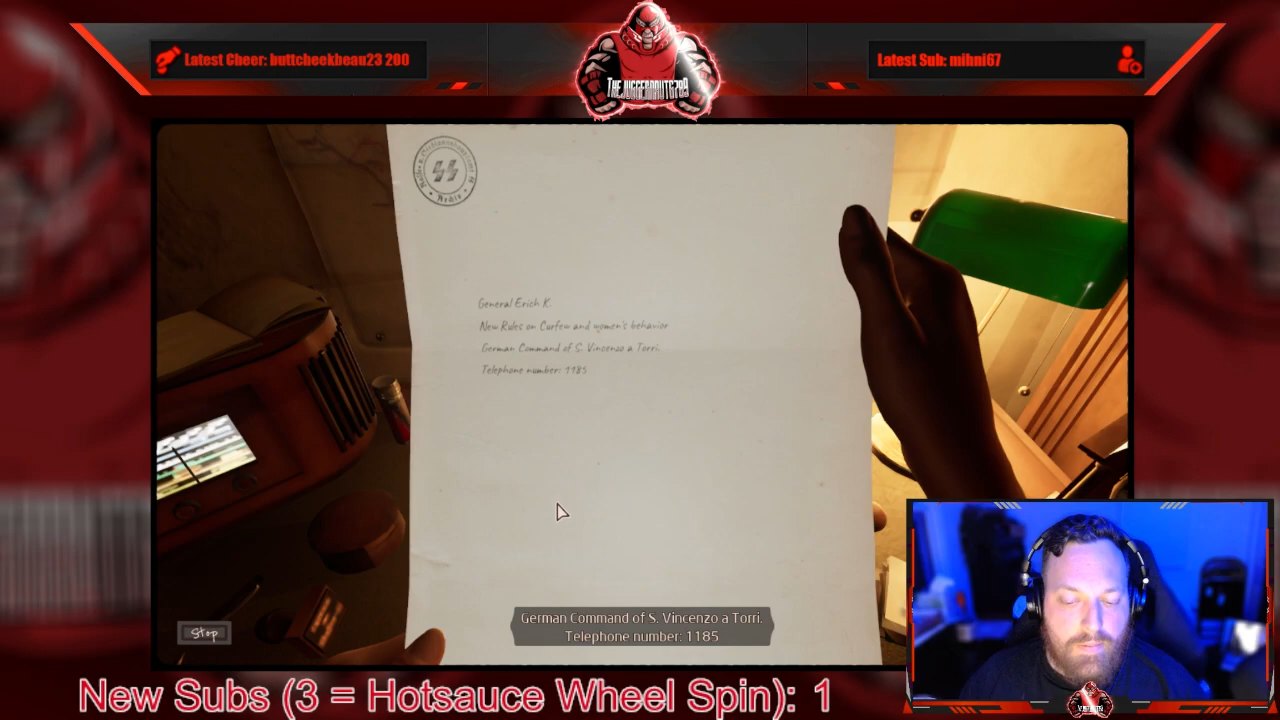 Latest Cheer: buttcheekbeau23 200
THEJUGGERNAUT6789
Latest Sub: mihni67
General Erich K.
New Rules on Curfew and women's behavior
German Command of S. Vincenzo a Torri.
Telephone number: 1185
German Command of S. Vincenzo a Torri.
Telephone number: 1185
Stop
New Subs (3 = Hotsauce Wheel Spin): 1